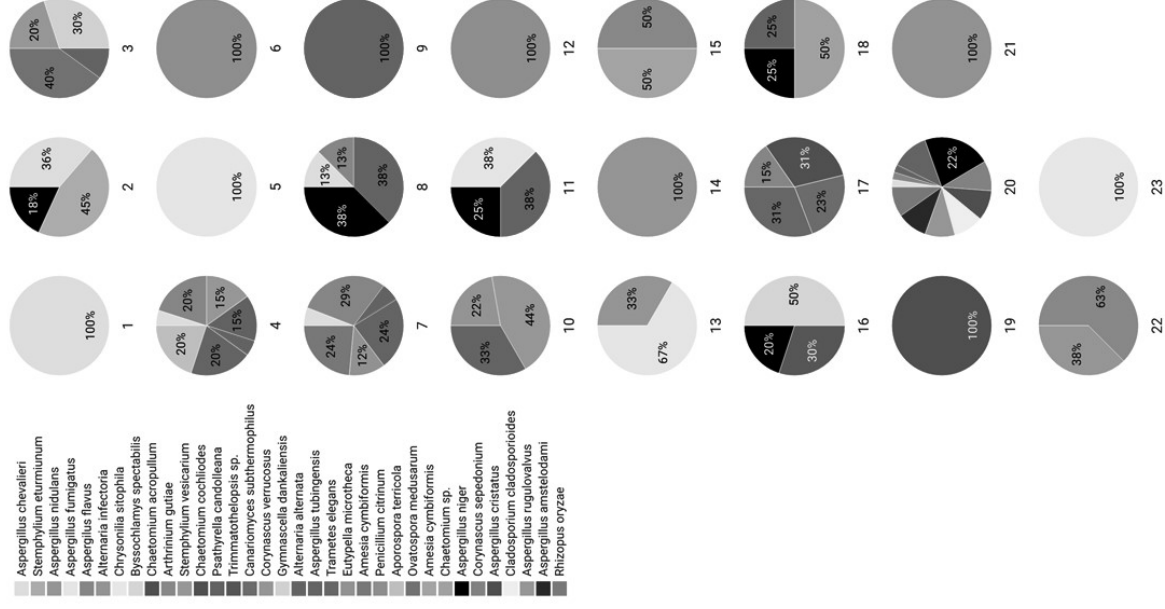 Aspergillus chevalieri
Stemphylium eturmiunum
Aspergillus nidulans
Aspergillus fumigatus
Aspergilus flavus
Alternaria infectoria
Chrysonilia sitophila
Byssochlamys spectabilis
Chaetomium acropullum
Arthrinium gutiae
Stemphylium vesicarium
Chaetomium cochliodes
Psathyrella candolleana
Trimmatothelopsis sp.
Canariomyces subthermophilus
Corynascus verrucosus
Gymnascella dankaliensis
Alternaria alternata
Aspergillus tubingensis
Trametes elegans
Eutypella microtheca
Amesia cymbiformis
Penicillium citrinum
Aporospora terricola
Ovatospora medusarum
Amesia cymbiformis
Chaetomium sp.
Aspergillus niger
Corynascus sepedonium
Aspergillus cristatus
Cladosporium cladosporioides
Aspergillus rugulovalvus
Aspergillus amstelodami
Rhizopus oryzae
100%
1
18%
36%
45%
2
20%
40%
30%
3
20%
20%
15%
20%
15%
4
100%
5
100%
6
29%
24%
12%
24%
7
13%
13%
38%
38%
8
100%
9
22%
33%
44%
10
25%
38%
38%
11
100%
12
33%
67%
13
100%
14
50%
50%
15
20%
50%
30%
16
15%
31%
31%
23%
17
25%
25%
50%
18
100%
19
22%
20
100%
21
38%
63%
22
100%
23